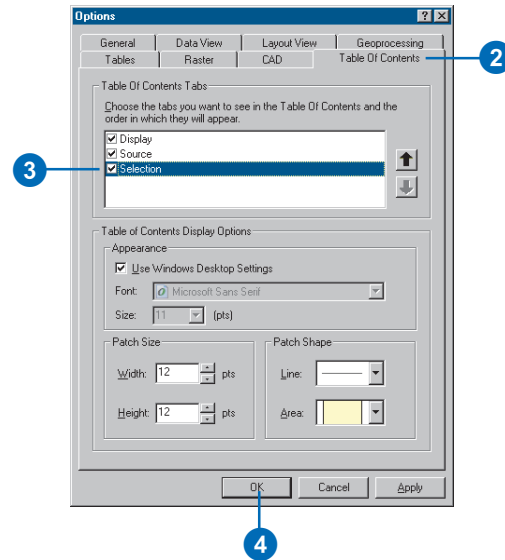 Options
General Data View Layout View Geoprocessing
Tables Raster CAD Table Of Contents
2
Table Of Contents Tabs
Choose the tabs you want to see in the Table Of Contents and the
order in which they will appear.
Display
Source
3
Selection
Table of Contents Display Options
Appearance
Use Windows Desktop Settings
Font: Microsoft Sans Serif
Size: 11 (pts)
Patch Size Patch Shape
Width: 12 pts Line:
Height: 12 pts Area:
OK Cancel Apply
4